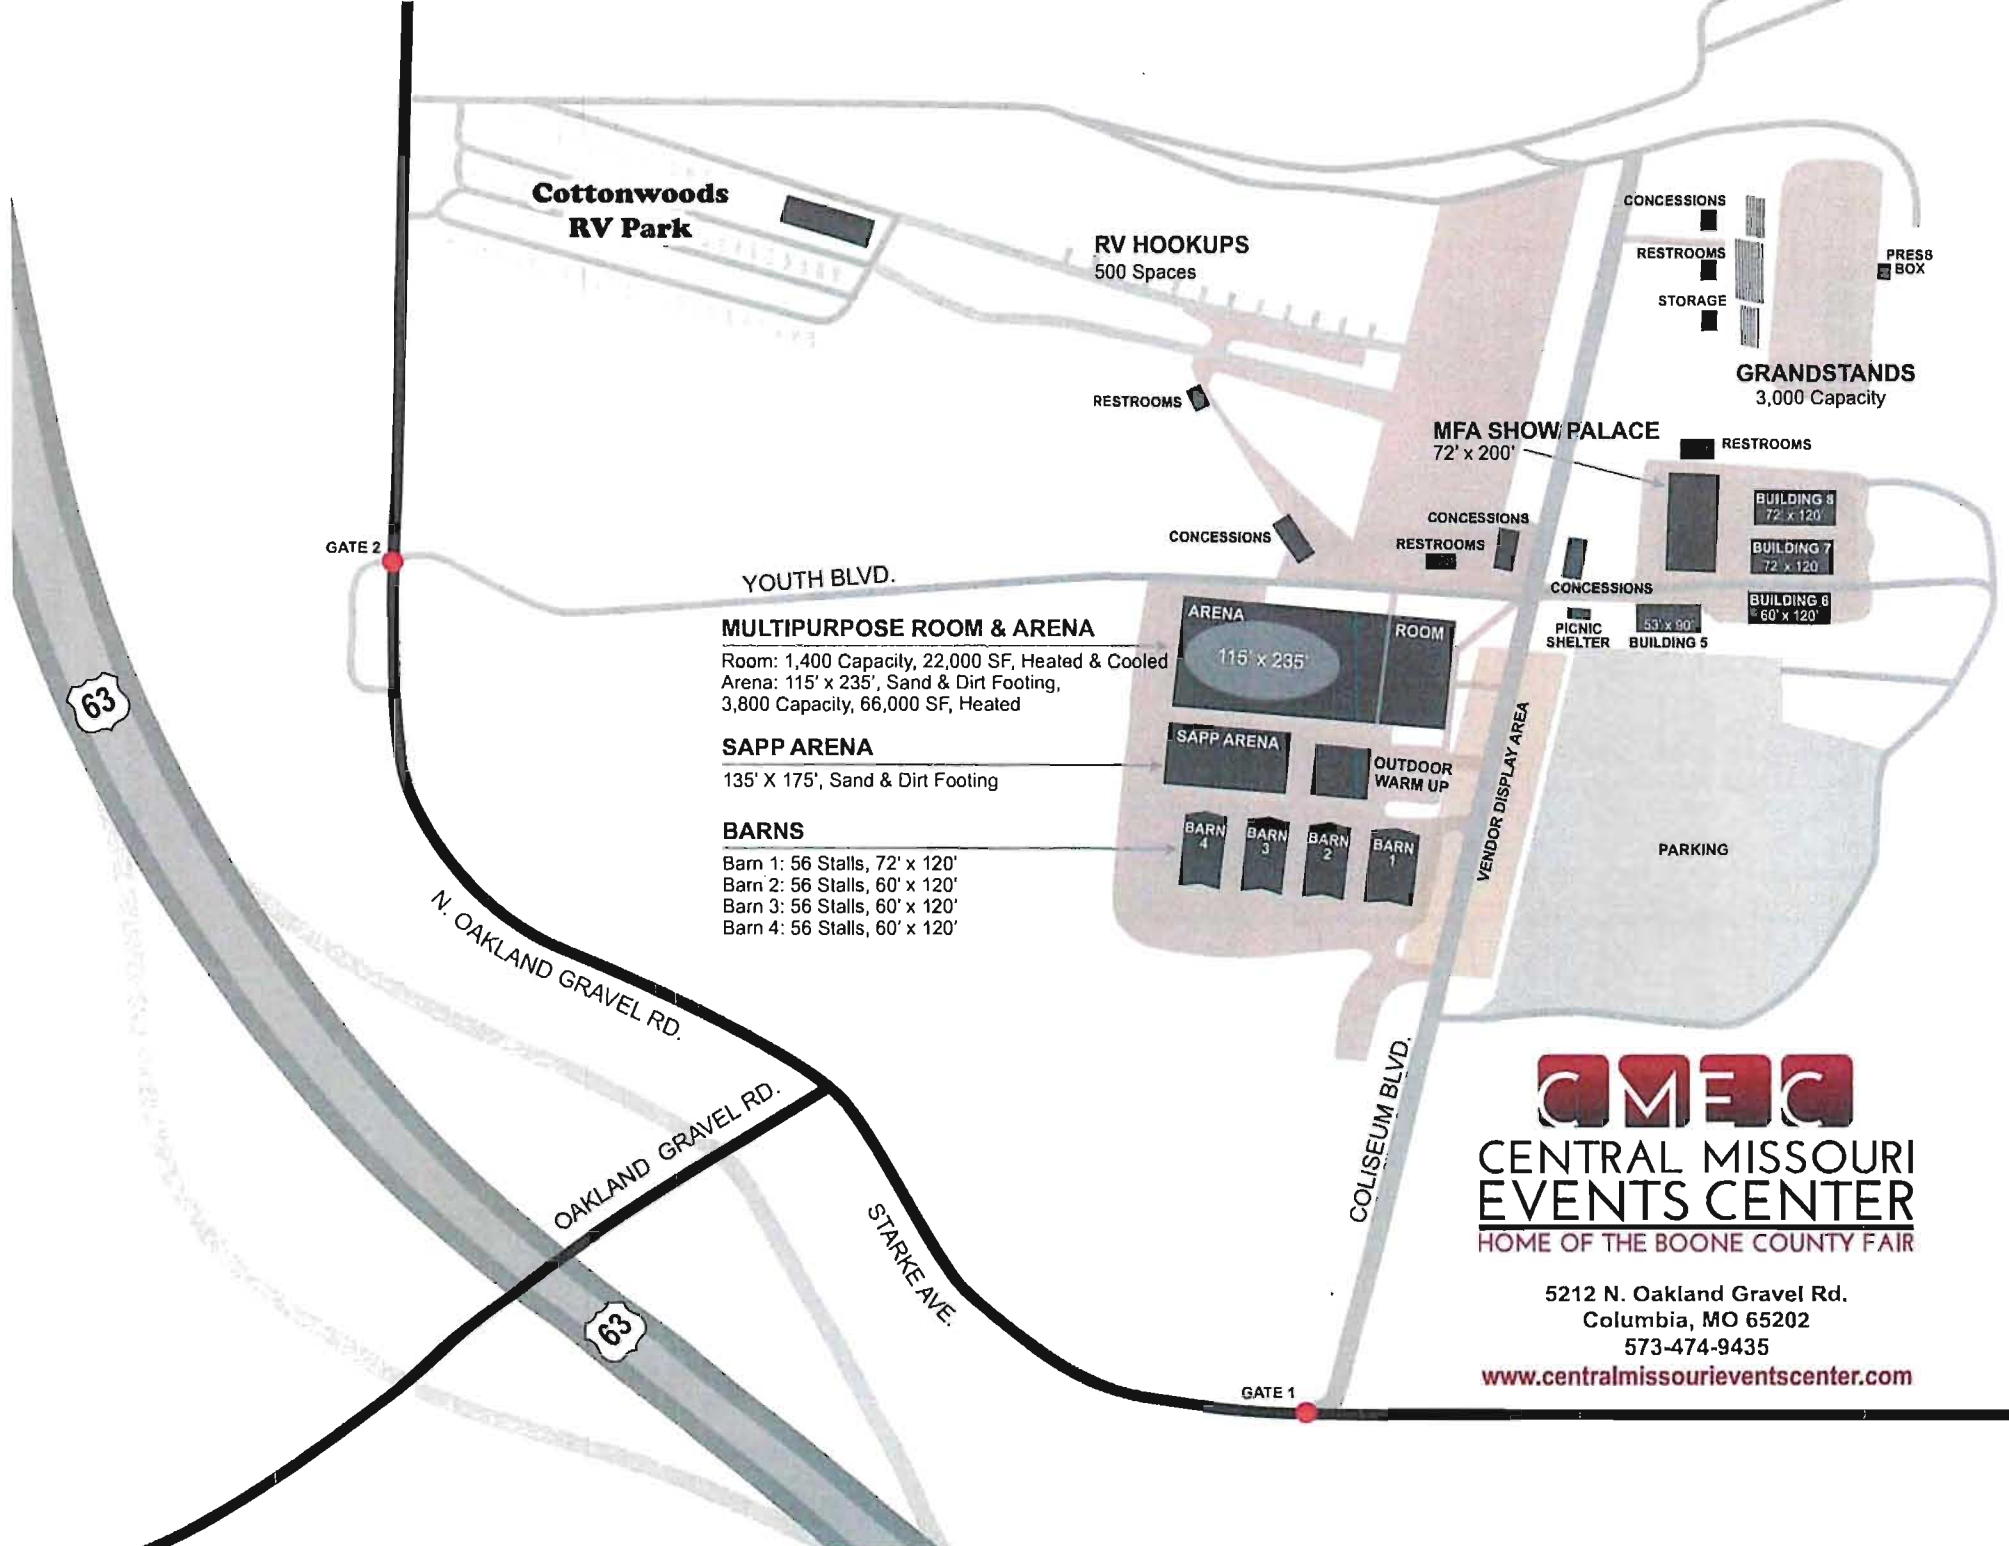 Cottonwoods
RV Park
RV HOOKUPS
500 Spaces
CONCESSIONS
RESTROOMS
STORAGE
PRESS
BOX
GRANDSTANDS
3,000 Capacity
RESTROOMS
MFA SHOW PALACE
72' x 200'
RESTROOMS
BUILDING 8
72' x 120'
BUILDING 7
72' x 120'
BUILDING 6
60' x 120'
CONCESSIONS
CONCESSIONS
RESTROOMS
CONCESSIONS
PICNIC
SHELTER
53' x 90'
BUILDING 5
GATE 2
YOUTH BLVD.
MULTIPURPOSE ROOM & ARENA
Room: 1,400 Capacity, 22,000 SF, Heated & Cooled
Arena: 115' x 235', Sand & Dirt Footing,
3,800 Capacity, 66,000 SF, Heated
ARENA
115' x 235'
ROOM
SAPP ARENA
135' X 175', Sand & Dirt Footing
SAPP ARENA
OUTDOOR
WARM UP
BARNS
Barn 1: 56 Stalls, 72' x 120'
Barn 2: 56 Stalls, 60' x 120'
Barn 3: 56 Stalls, 60' x 120'
Barn 4: 56 Stalls, 60' x 120'
BARN
4
BARN
3
BARN
2
BARN
1
VENDOR DISPLAY AREA
PARKING
63
N. OAKLAND GRAVEL RD.
OAKLAND GRAVEL RD.
63
STARKE AVE.
COLISEUM BLVD.
GATE 1
CMEC
CENTRAL MISSOURI
EVENTS CENTER
HOME OF THE BOONE COUNTY FAIR
5212 N. Oakland Gravel Rd.
Columbia, MO 65202
573-474-9435
www.centralmissourieventscenter.com